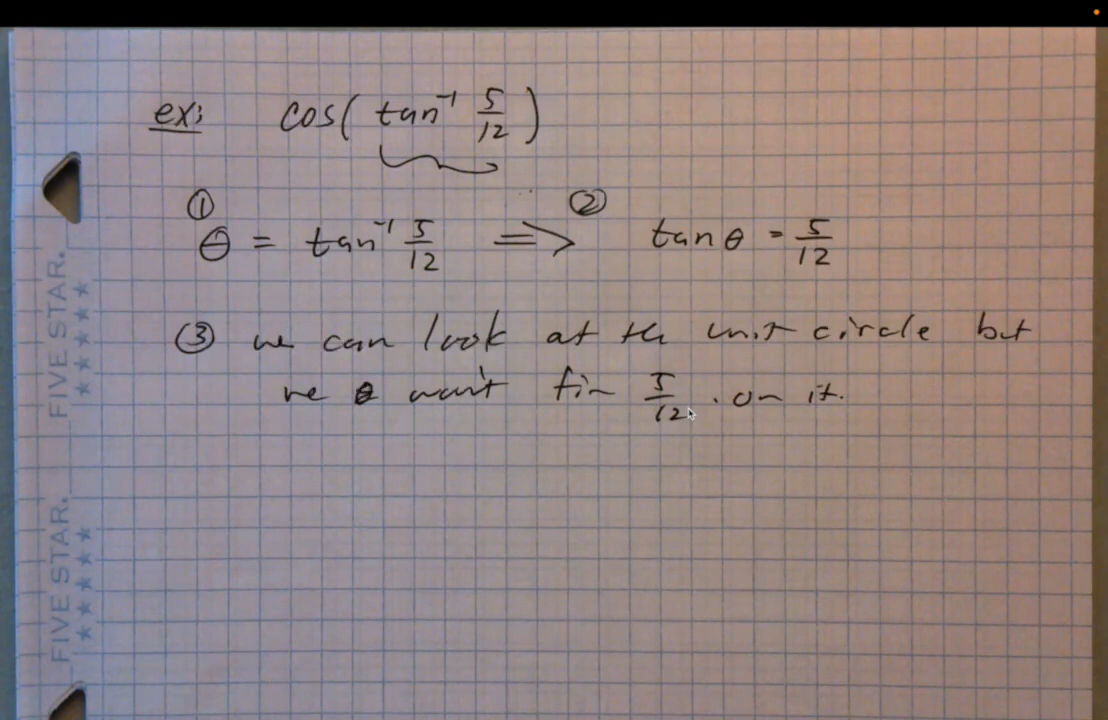 ex: cos( tan⁻¹ 5/12 )
① θ = tan⁻¹ 5/12 ⇒ ② tan θ = 5/12
③ we can look at the unit circle but
we won't fin 5/12 . on it.
FIVE STAR.
FIVE STAR.